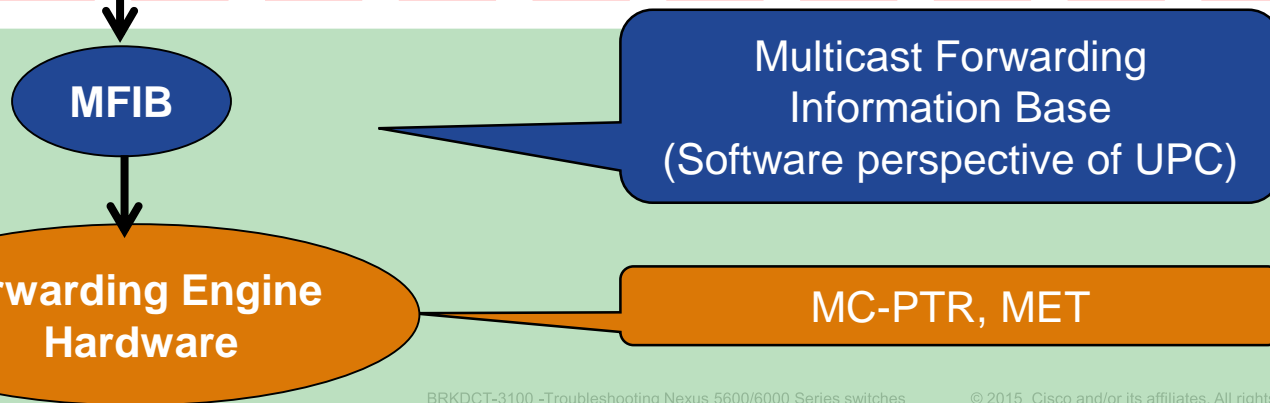 MFIB
Multicast Forwarding
Information Base
(Software perspective of UPC)
rwarding Engine
Hardware
MC-PTR, MET
BRKDCT-3100 -Troubleshooting Nexus 5600/6000 Series switches
© 2015 Cisco and/or its affiliates. All rights